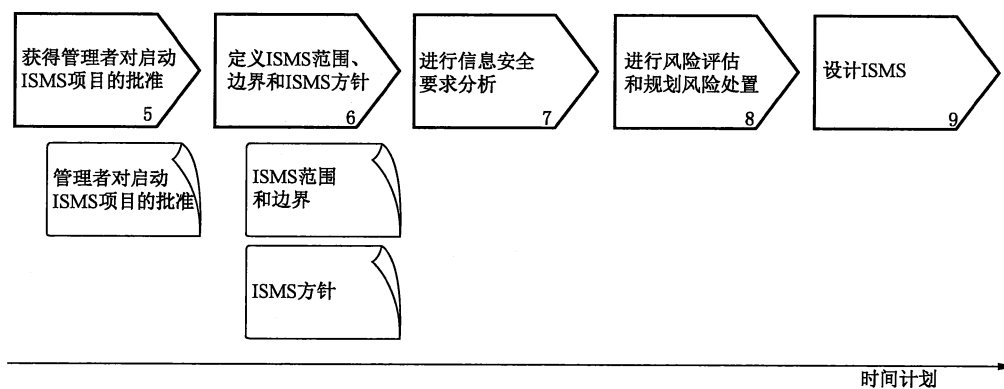 获得管理者对启动
ISMS项目的批准
5
定义ISMS范围、
边界和ISMS方针
6
进行信息安全
要求分析
7
进行风险评估
和规划风险处置
8
设计ISMS
9
管理者对启动
ISMS项目的批准
ISMS范围
和边界
ISMS方针
时间计划